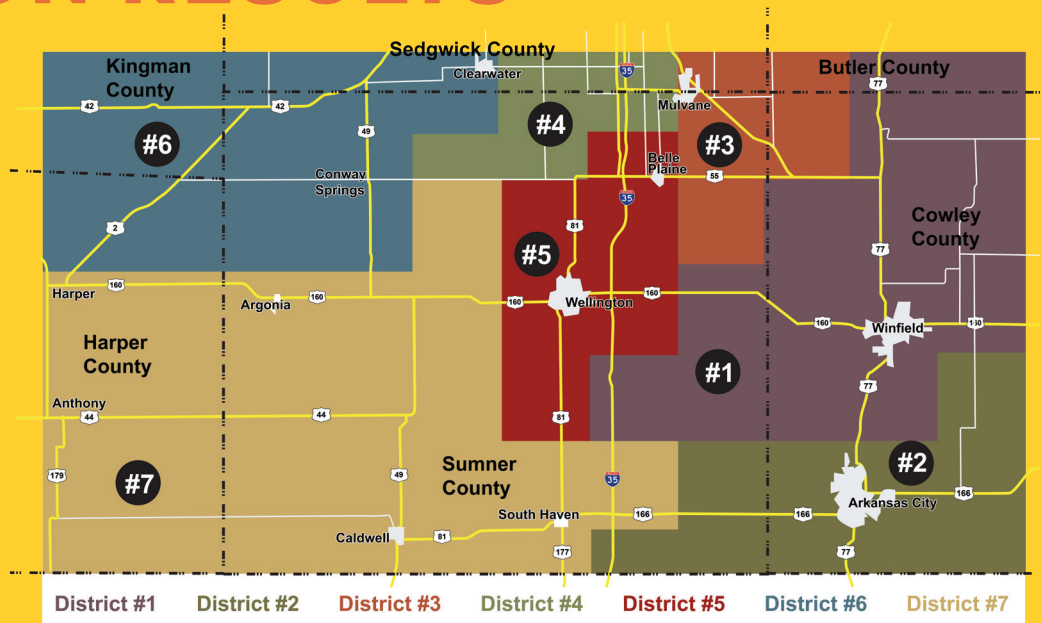 ON RESULTS
Sedgwick County
Kingman
County
Clearwater
35
Butler County
77
42
42
Mulvane
#6
49
#4
#3
Conway
Springs
Belle
Plaine
55
35
2
81
Cowley
County
77
#5
Harper
160
Argonia
160
160
Wellington
160
160
Winfield
160
Harper
County
#1
77
Anthony
44
44
81
#2
179
#7
49
Sumner
County
35
166
Arkansas City
South Haven
166
166
Caldwell
81
177
77
District #1
District #2
District #3
District #4
District #5
District #6
District #7